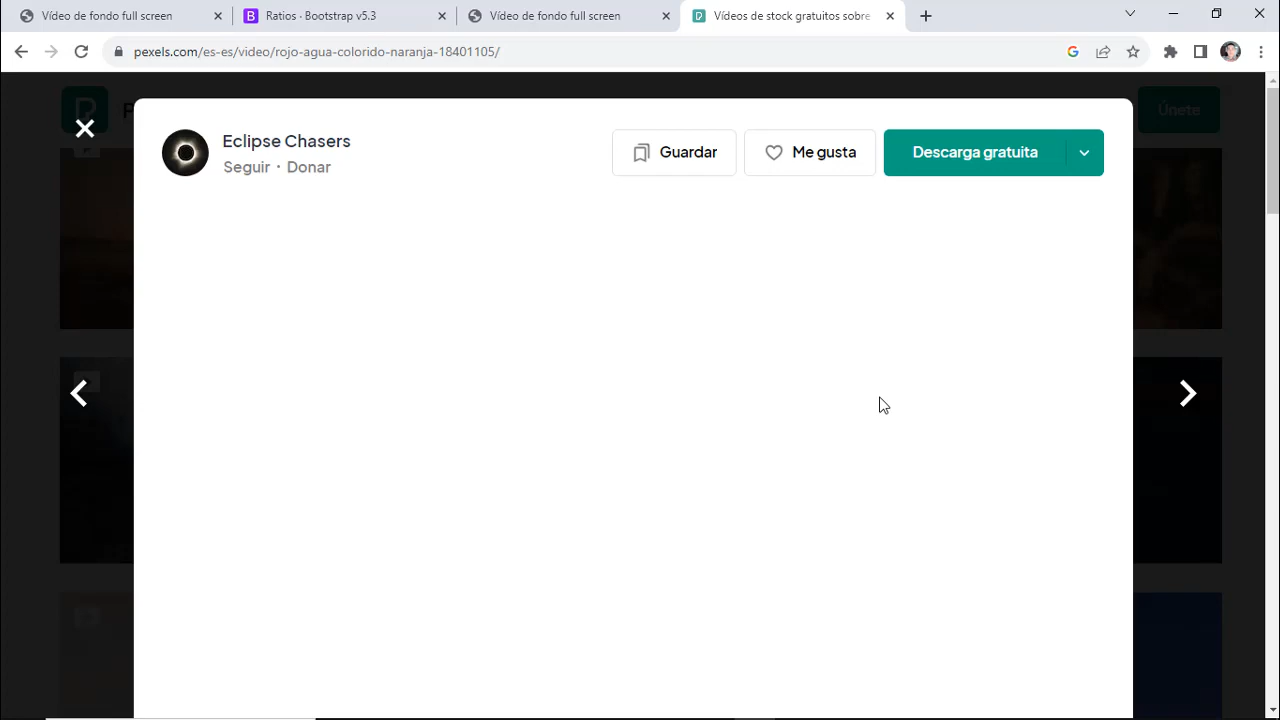 Vídeo de fondo full screen
Ratios · Bootstrap v5.3
Vídeo de fondo full screen
Vídeos de stock gratuitos sobre
pexels.com/es-es/video/rojo-agua-colorido-naranja-18401105/
Únete
Eclipse Chasers
Seguir · Donar
Guardar
Me gusta
Descarga gratuita